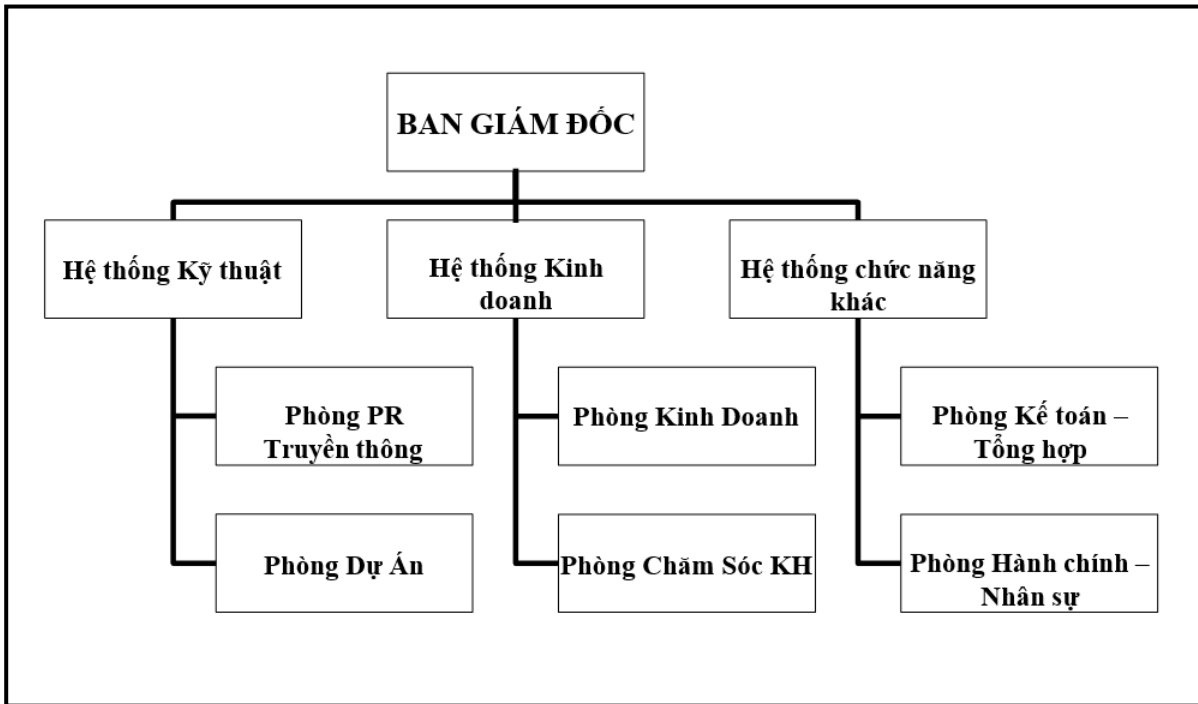 BAN GIÁM ĐỐC
Hệ thống Kỹ thuật
Hệ thống Kinh
doanh
Hệ thống chức năng
khác
Phòng PR
Truyền thông
Phòng Kinh Doanh
Phòng Kế toán –
Tổng hợp
Phòng Dự Án
Phòng Chăm Sóc KH
Phòng Hành chính –
Nhân sự